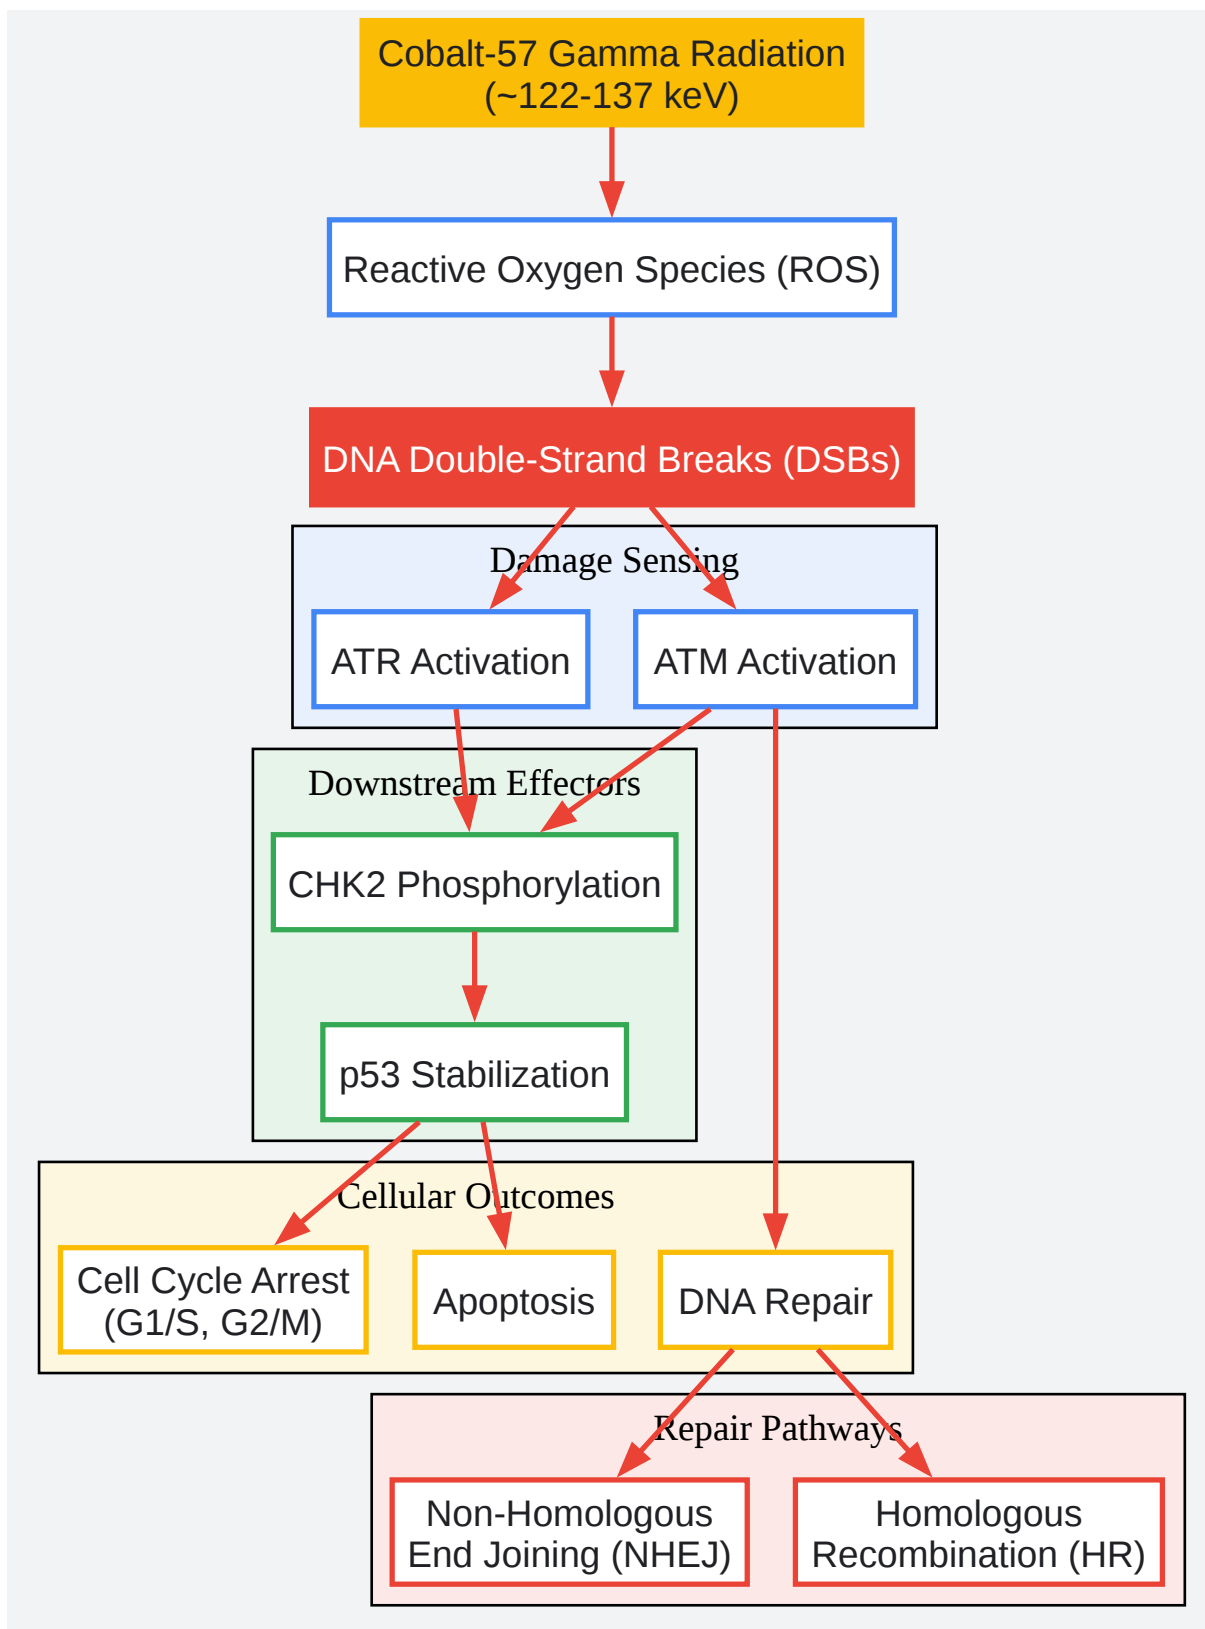 Cobalt-57 Gamma Radiation
(~122-137 keV)
Reactive Oxygen Species (ROS)
DNA Double-Strand Breaks (DSBs)
Damage Sensing
ATR Activation
ATM Activation
Downstream Effectors
CHK2 Phosphorylation
p53 Stabilization
Cellular Outcomes
Cell Cycle Arrest
(G1/S, G2/M)
Apoptosis
DNA Repair
Repair Pathways
Non-Homologous
End Joining (NHEJ)
Homologous
Recombination (HR)